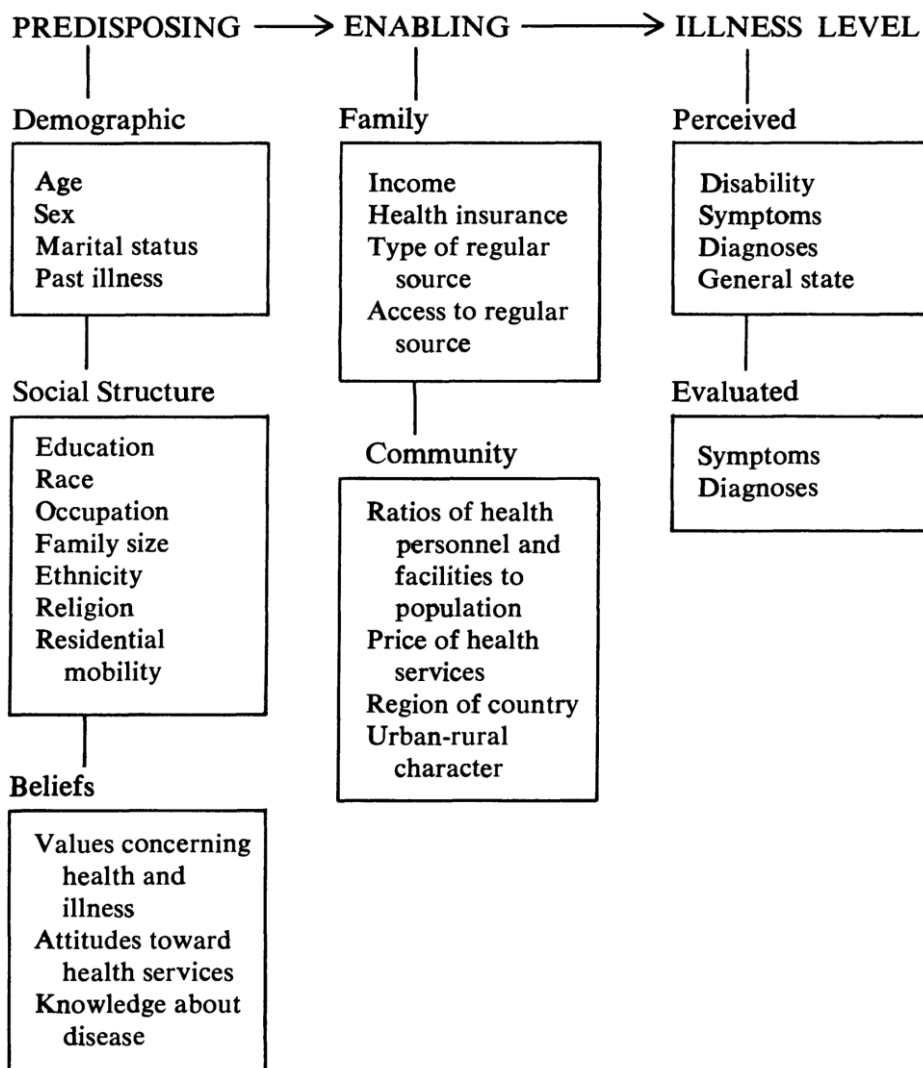 PREDISPOSING
Demographic
Age
Sex
Marital status
Past illness
Social Structure
Education
Race
Occupation
Family size
Ethnicity
Religion
Residential
mobility
Beliefs
Values concerning
health and
illness
Attitudes toward
health services
Knowledge about
disease
ENABLING
Family
Income
Health insurance
Type of regular
source
Access to regular
source
Community
Ratios of health
personnel and
facilities to
population
Price of health
services
Region of country
Urban-rural
character
ILLNESS LEVEL
Perceived
Disability
Symptoms
Diagnoses
General state
Evaluated
Symptoms
Diagnoses